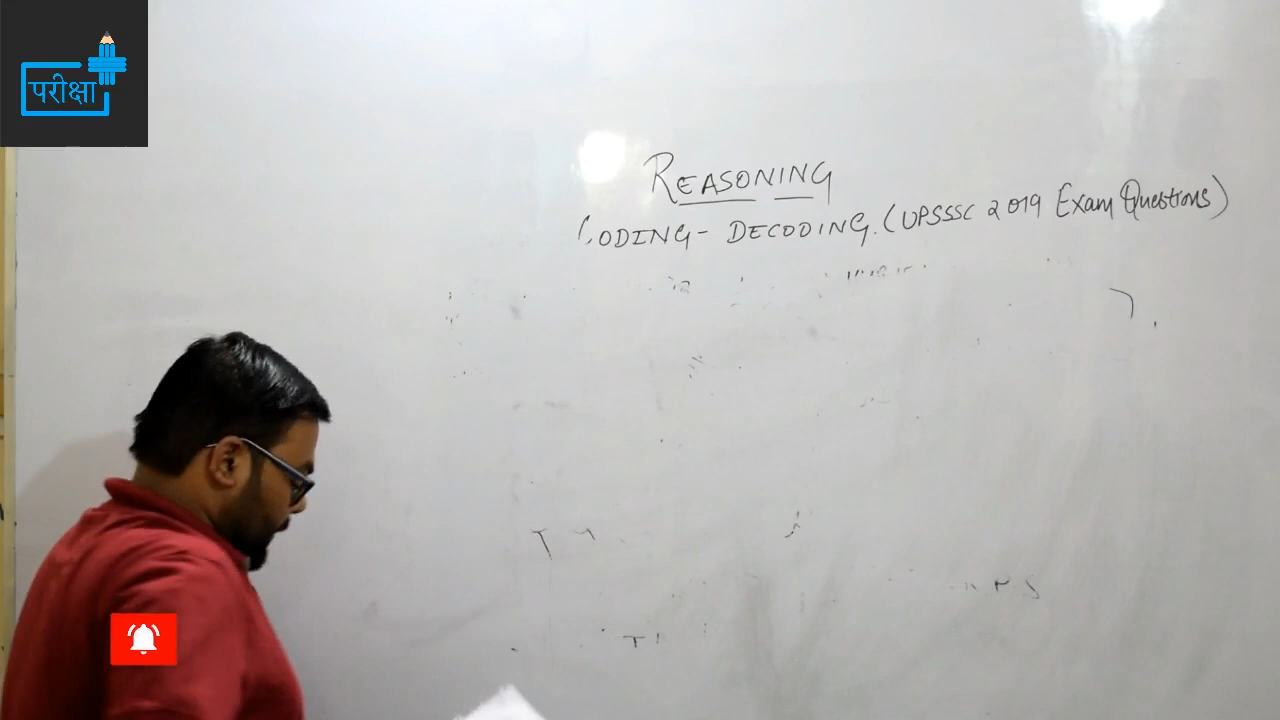 परीक्षा
REASONING
CODING- DECODING. (UPSSSC 2019 Exam Questions)